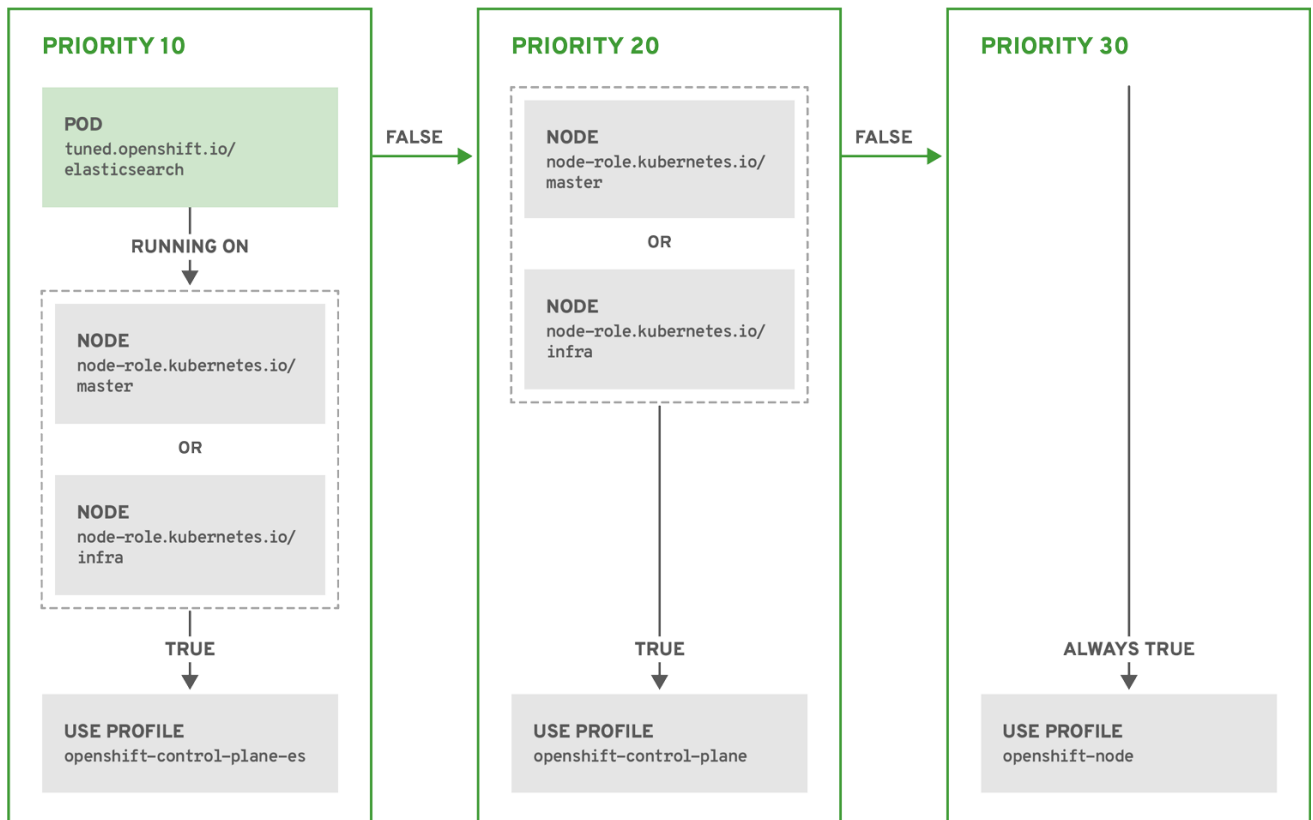 PRIORITY 10
POD
tuned.openshift.io/
elasticsearch
RUNNING ON
NODE
node-role.kubernetes.io/
master
OR
NODE
node-role.kubernetes.io/
infra
TRUE
USE PROFILE
openshift-control-plane-es
FALSE
PRIORITY 20
NODE
node-role.kubernetes.io/
master
OR
NODE
node-role.kubernetes.io/
infra
TRUE
USE PROFILE
openshift-control-plane
FALSE
PRIORITY 30
ALWAYS TRUE
USE PROFILE
openshift-node